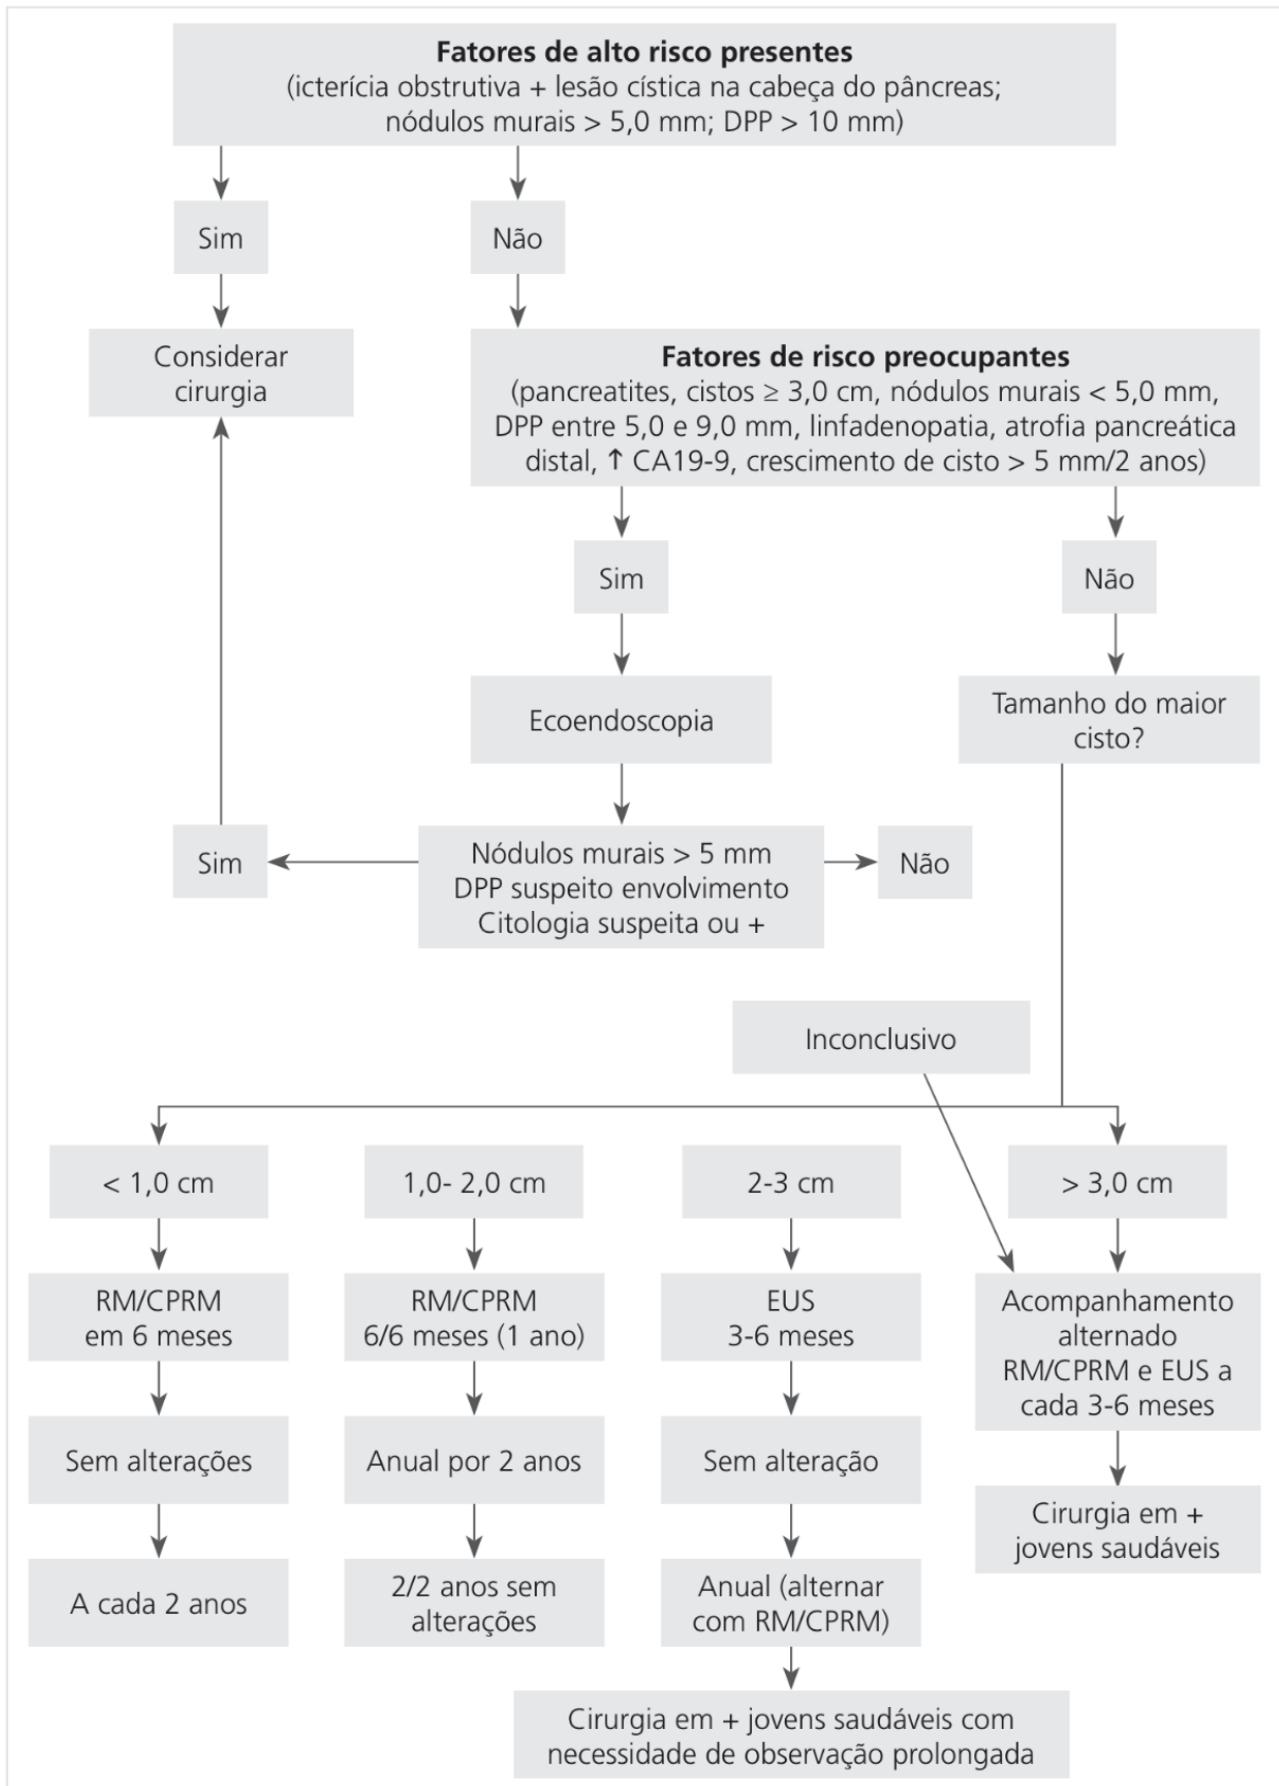 Fatores de alto risco presentes
(icterícia obstrutiva + lesão cística na cabeça do pâncreas;
nódulos murais > 5,0 mm; DPP > 10 mm)
Sim
Não
Considerar
cirurgia
Fatores de risco preocupantes
(pancreatites, cistos ≥ 3,0 cm, nódulos murais < 5,0 mm,
DPP entre 5,0 e 9,0 mm, linfadenopatia, atrofia pancreática
distal, ↑ CA19-9, crescimento de cisto > 5 mm/2 anos)
Sim
Não
Ecoendoscopia
Tamanho do maior
cisto?
Sim
Nódulos murais > 5 mm
DPP suspeito envolvimento
Citologia suspeita ou +
Não
Inconclusivo
< 1,0 cm
1,0- 2,0 cm
2-3 cm
> 3,0 cm
RM/CPRM
em 6 meses
RM/CPRM
6/6 meses (1 ano)
EUS
3-6 meses
Acompanhamento
alternado
RM/CPRM e EUS a
cada 3-6 meses
Sem alterações
Anual por 2 anos
Sem alteração
Cirurgia em +
jovens saudáveis
A cada 2 anos
2/2 anos sem
alterações
Anual (alternar
com RM/CPRM)
Cirurgia em + jovens saudáveis com
necessidade de observação prolongada